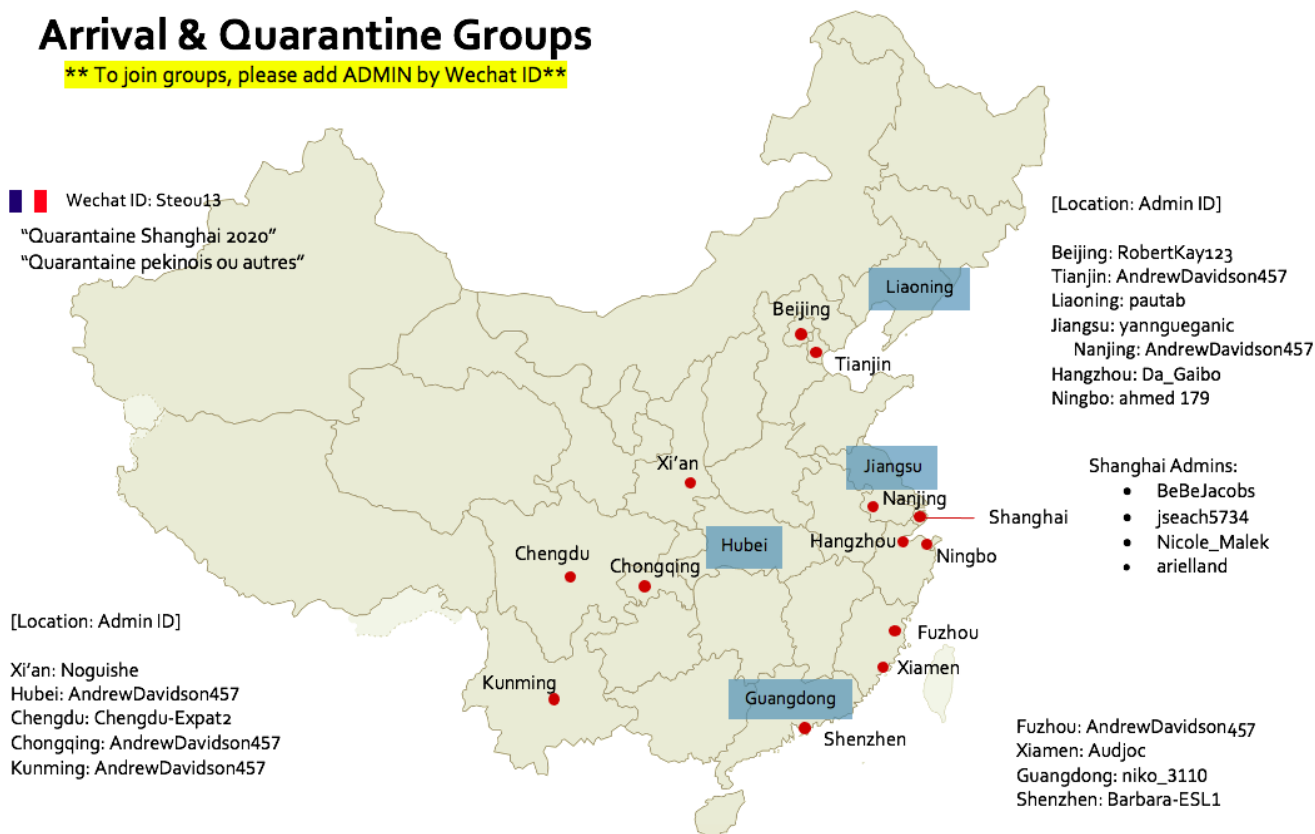 Arrival & Quarantine Groups
** To join groups, please add ADMIN by Wechat ID**
Wechat ID: Steou13
“Quarantaine Shanghai 2020”
“Quarantaine pekinois ou autres”
[Location: Admin ID]
Beijing: RobertKay123
Tianjin: AndrewDavidson457
Liaoning: pautab
Jiangsu: yanngueganic
Nanjing: AndrewDavidson457
Hangzhou: Da_Gaibo
Ningbo: ahmed 179
Liaoning
Beijing
Tianjin
Xi’an
Jiangsu
Nanjing
Shanghai
Hangzhou
Ningbo
Hubei
Chengdu
Chongqing
Shanghai Admins:
• BeBeJacobs
• jseach5734
• Nicole_Malek
• arielland
Fuzhou
Xiamen
Kunming
Guangdong
Shenzhen
[Location: Admin ID]
Xi’an: Noguishe
Hubei: AndrewDavidson457
Chengdu: Chengdu-Expat2
Chongqing: AndrewDavidson457
Kunming: AndrewDavidson457
Fuzhou: AndrewDavidson457
Xiamen: Audjoc
Guangdong: niko_3110
Shenzhen: Barbara-ESL1